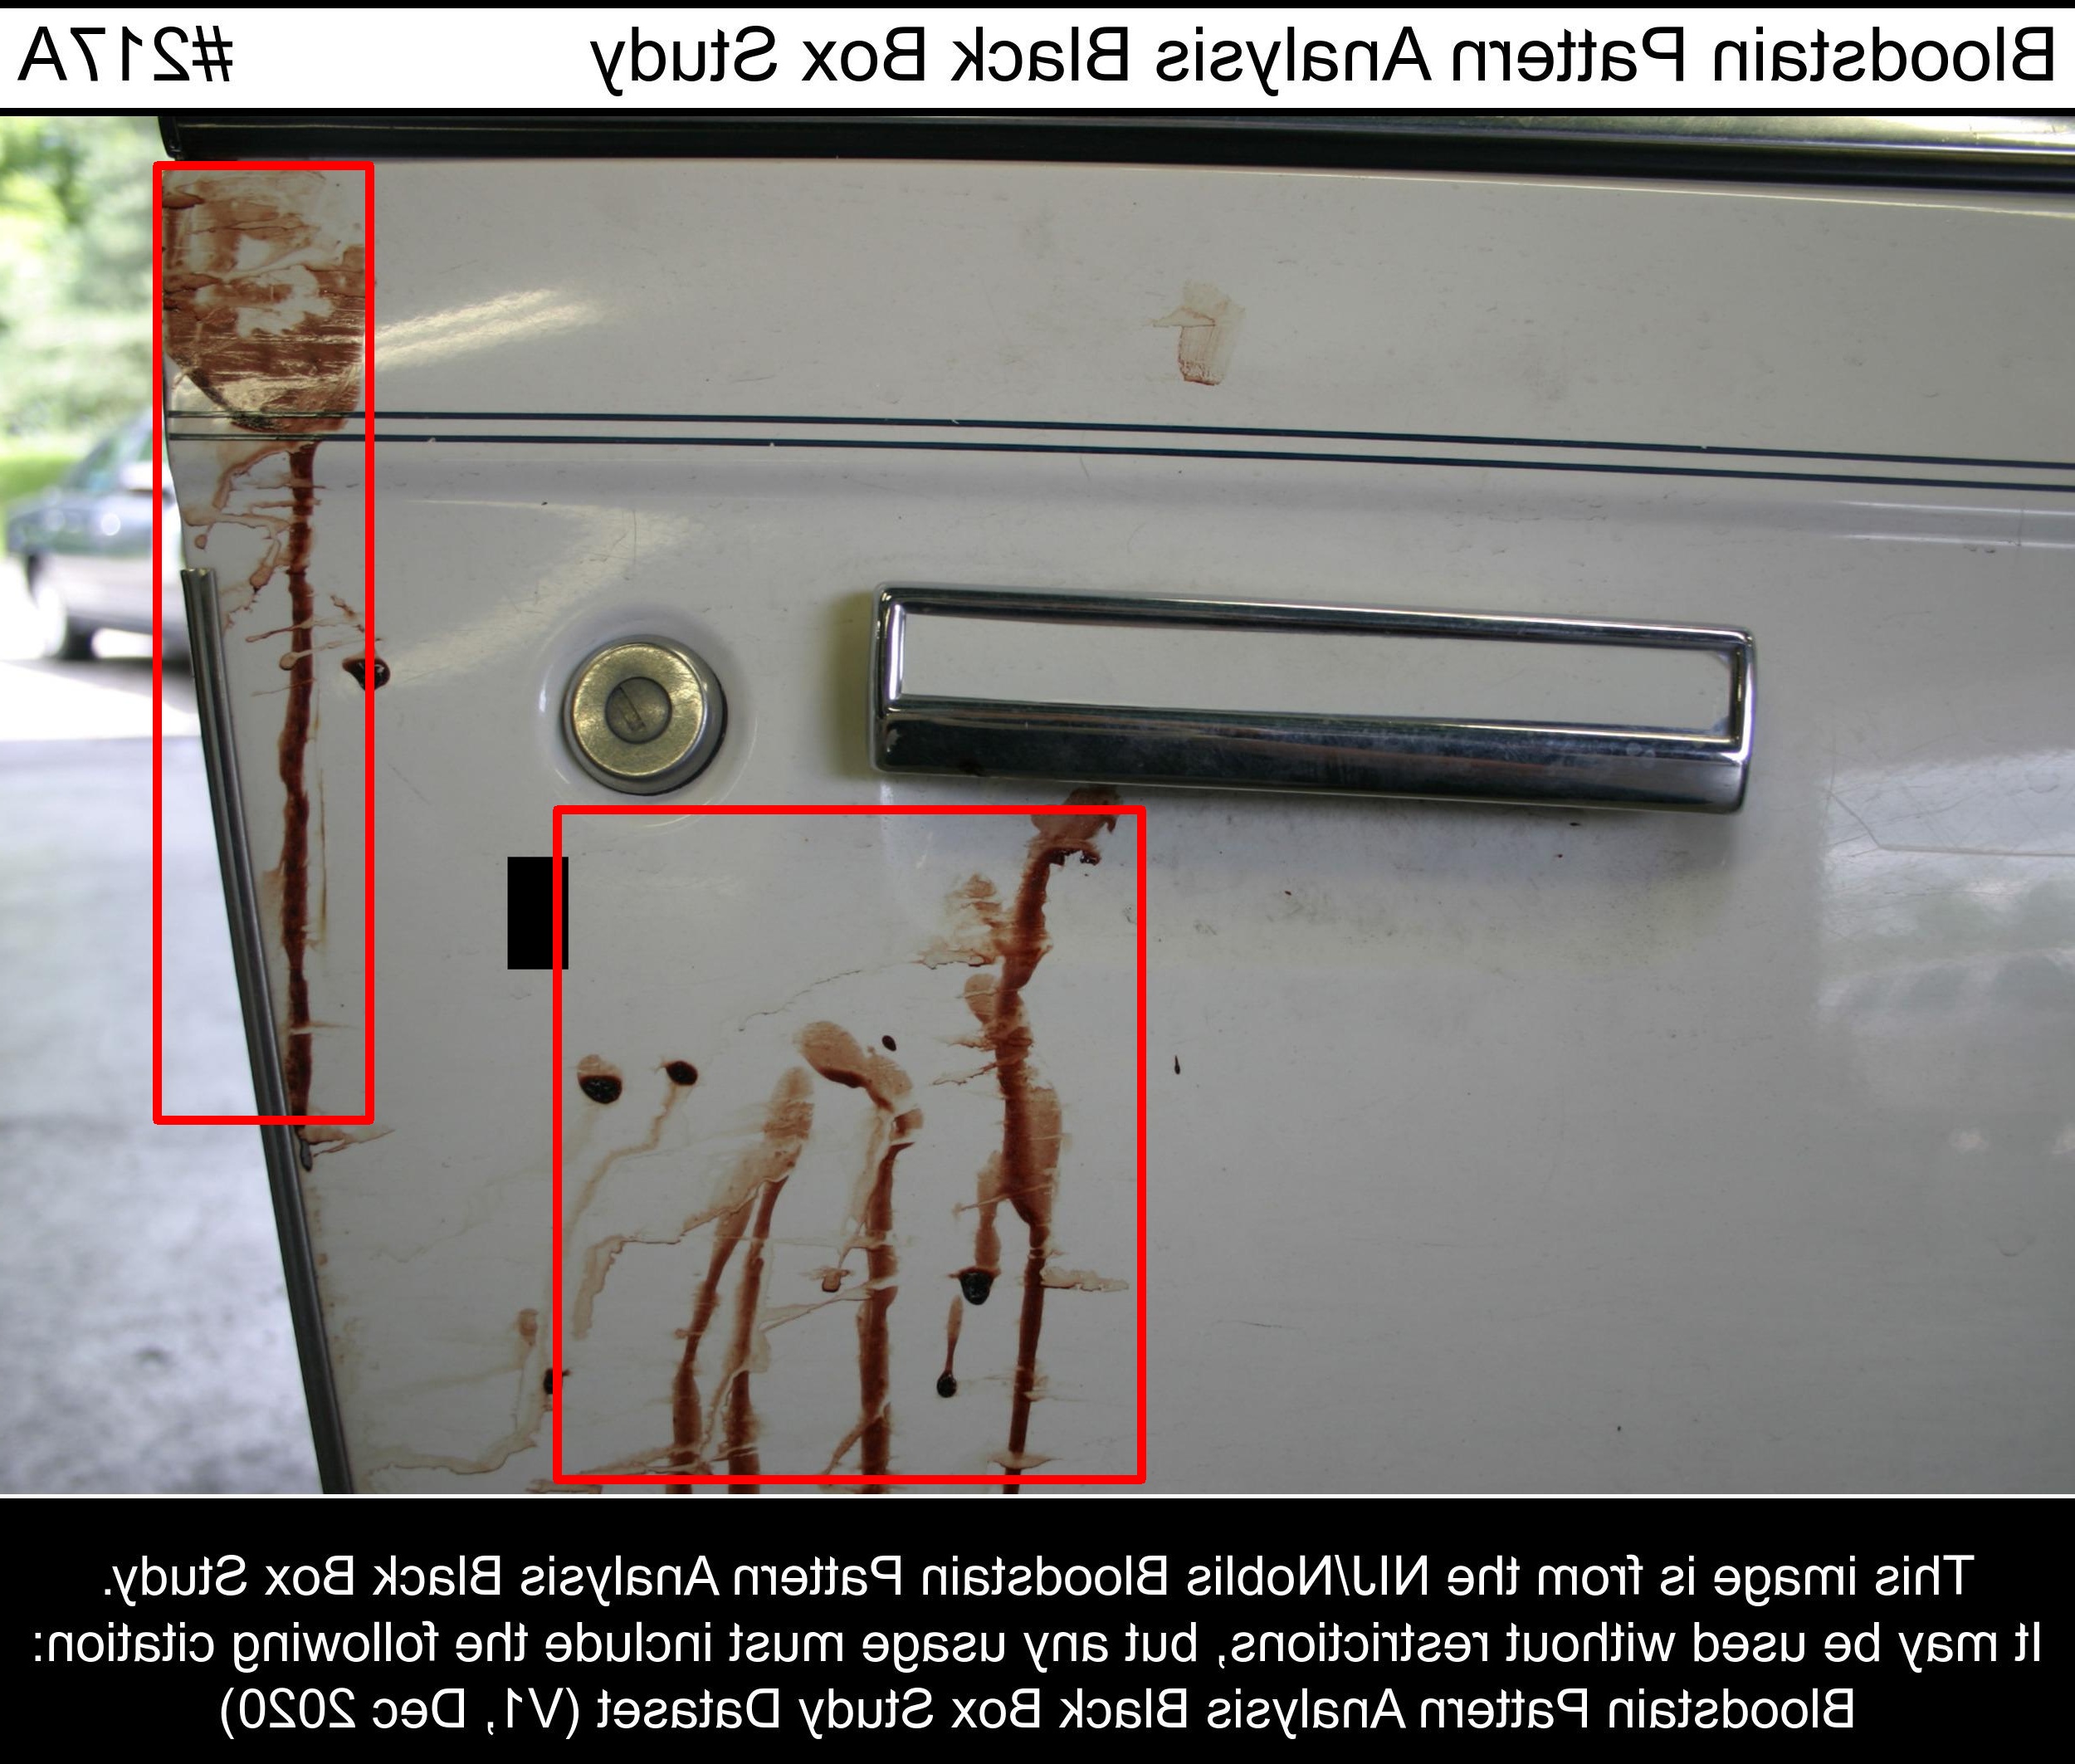 Bloodstain Pattern Analysis Black Box Study #217A
This image is from the NIJ/Noblis Bloodstain Pattern Analysis Black Box Study.
It may be used without restrictions, but any usage must include the following citation:
Bloodstain Pattern Analysis Black Box Study Dataset (V1, Dec 2020)